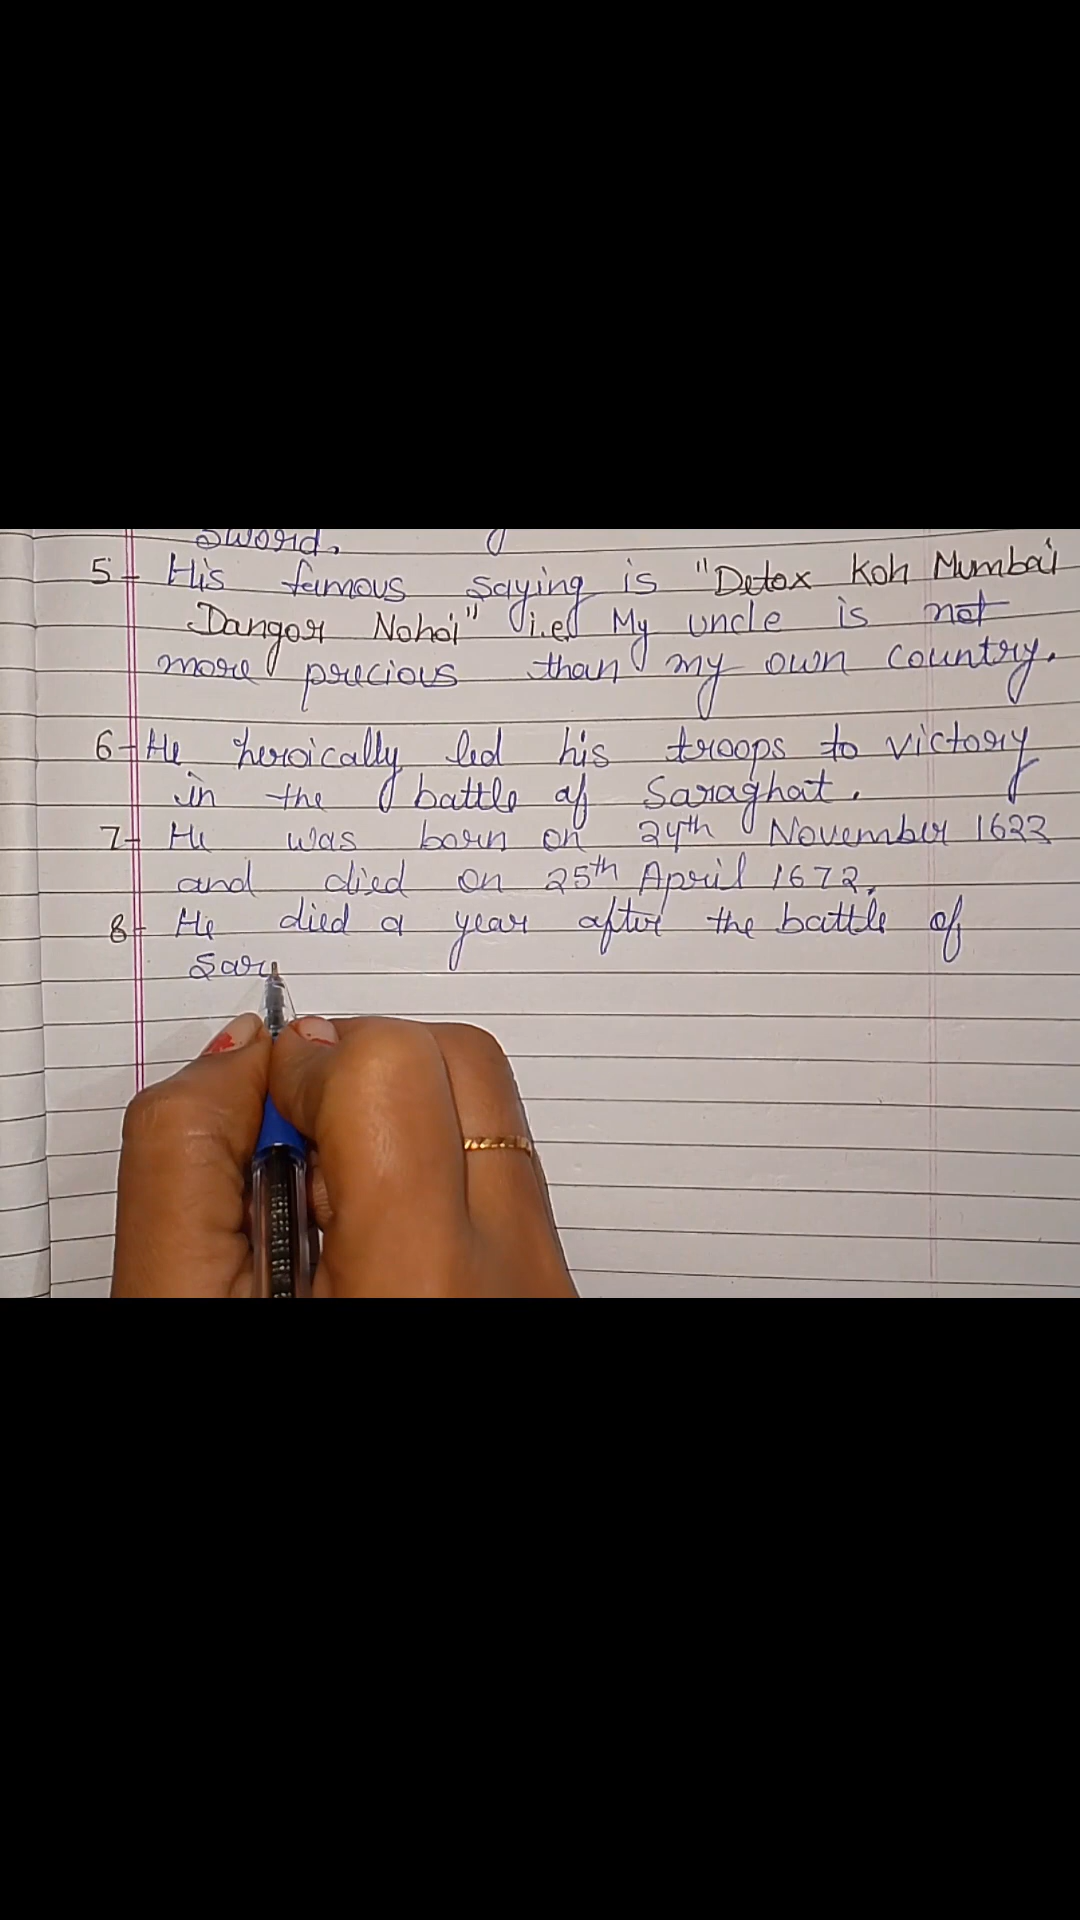 sword.
5- His famous saying is "Detox Koh Mumbai
Dangor Nohoi" i.e. My uncle is not
more precious than my own country.
6- He heroically led his troops to victory
in the battle of Saraghat.
7- He was born on 24th November 1622
and died on 25th April 1672.
8- He died a year after the battle of
Sar